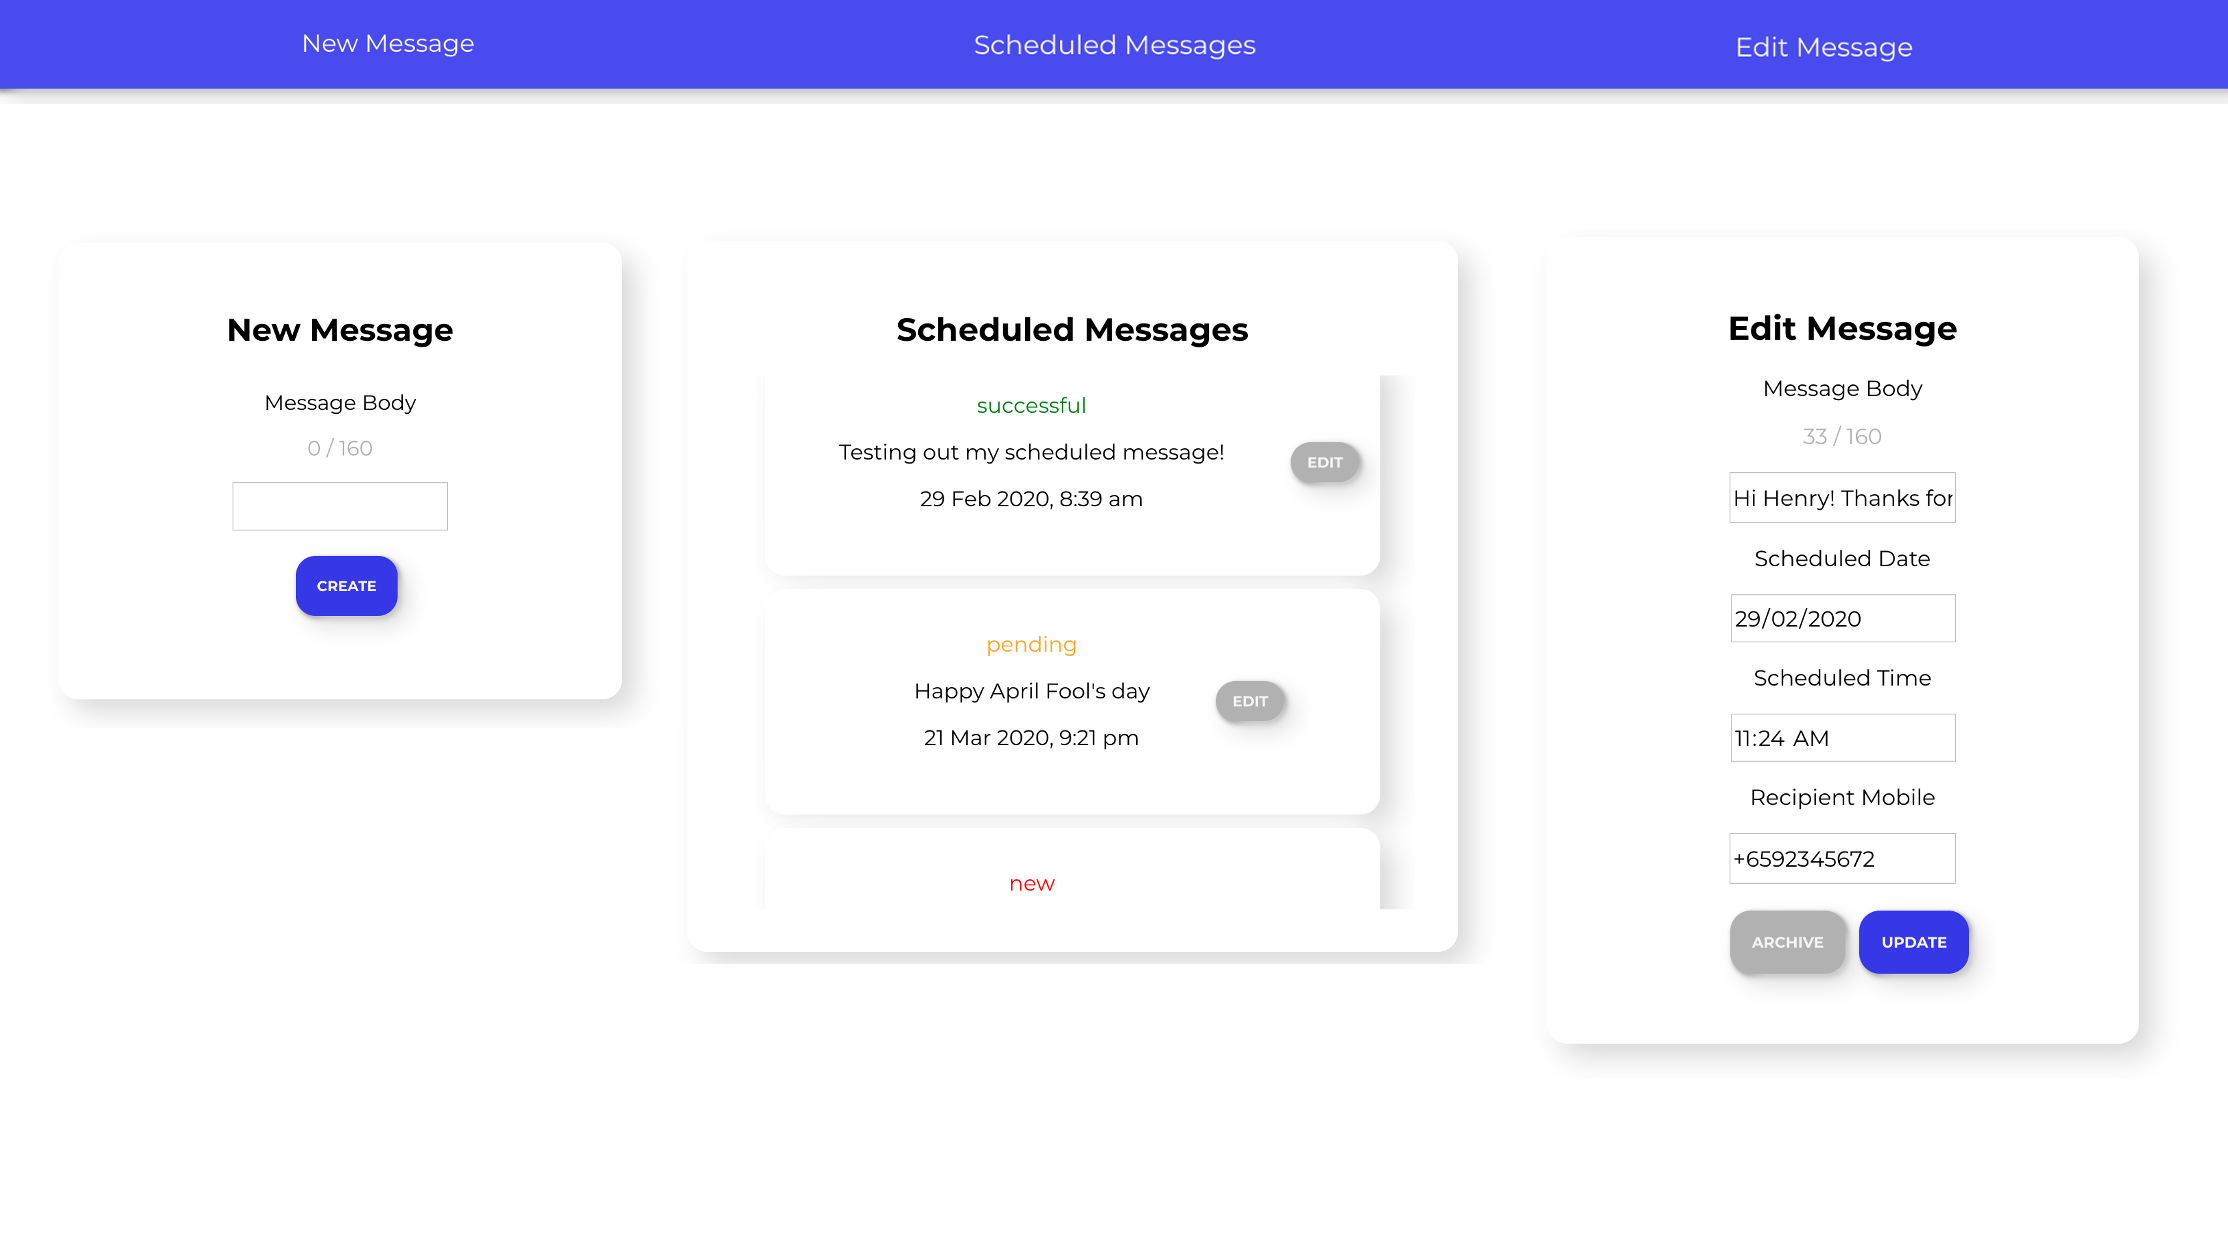 New Message
Scheduled Messages
Edit Message
New Message
Message Body
0 / 160
CREATE
Scheduled Messages
successful
Testing out my scheduled message!
29 Feb 2020, 8:39 am
EDIT
pending
Happy April Fool's day
21 Mar 2020, 9:21 pm
EDIT
new
Edit Message
Message Body
33 / 160
Hi Henry! Thanks for
Scheduled Date
29/02/2020
Scheduled Time
11:24 AM
Recipient Mobile
+6592345672
ARCHIVE
UPDATE